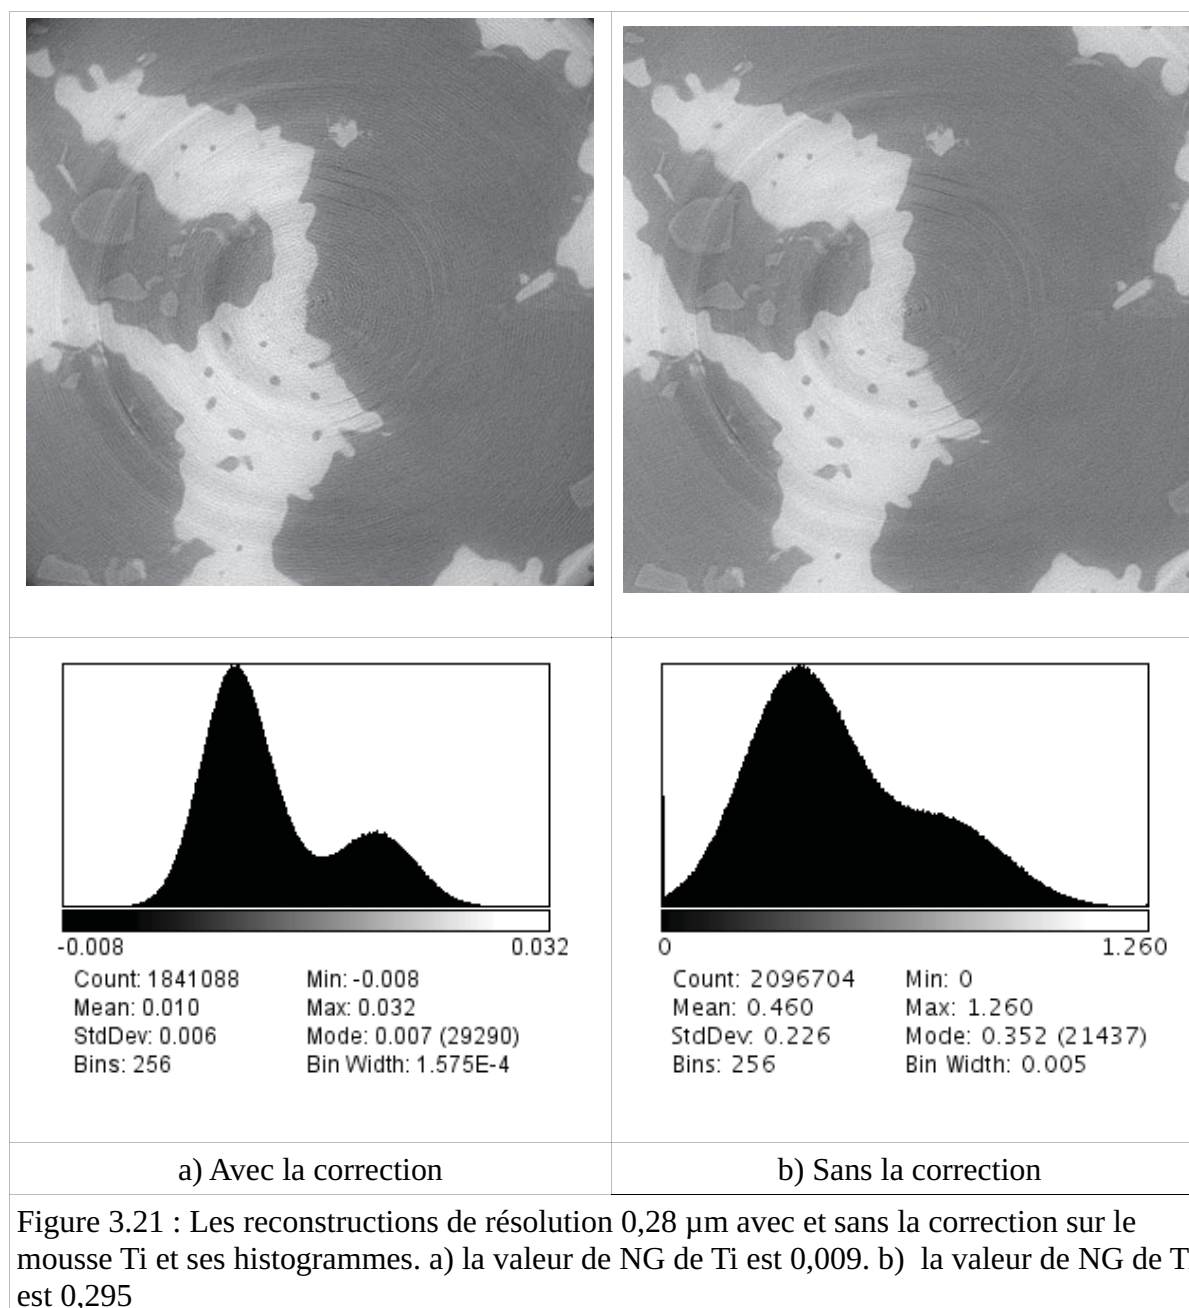 -0.008 0.032
Count: 1841088 Min: -0.008
Mean: 0.010 Max: 0.032
StdDev: 0.006 Mode: 0.007 (29290)
Bins: 256 Bin Width: 1.575E-4
0 1.260
Count: 2096704 Min: 0
Mean: 0.460 Max: 1.260
StdDev: 0.226 Mode: 0.352 (21437)
Bins: 256 Bin Width: 0.005
a) Avec la correction
b) Sans la correction
Figure 3.21 : Les reconstructions de résolution 0,28 µm avec et sans la correction sur le
mousse Ti et ses histogrammes. a) la valeur de NG de Ti est 0,009. b) la valeur de NG de
est 0,295